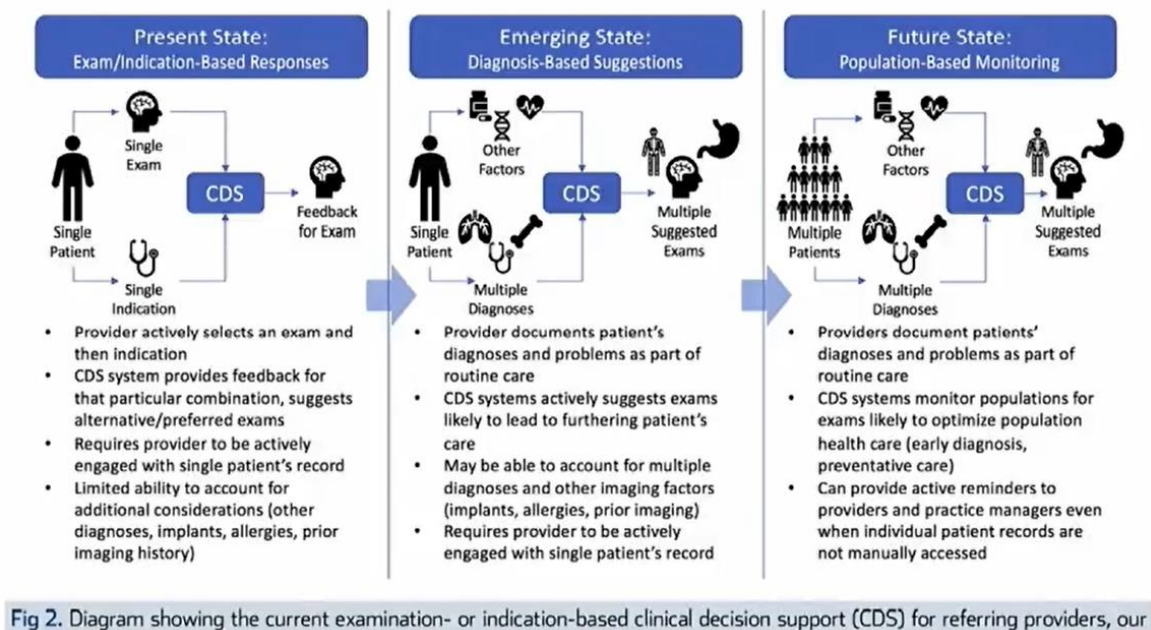 Present State:
Exam/Indication-Based Responses
Single
Exam
CDS
Feedback
for Exam
Single
Patient
Single
Indication
• Provider actively selects an exam and
then indication
• CDS system provides feedback for
that particular combination, suggests
alternative/preferred exams
• Requires provider to be actively
engaged with single patient's record
• Limited ability to account for
additional considerations (other
diagnoses, implants, allergies, prior
imaging history)
Emerging State:
Diagnosis-Based Suggestions
Other
Factors
CDS
Multiple
Suggested
Exams
Single
Patient
Multiple
Diagnoses
• Provider documents patient's
diagnoses and problems as part of
routine care
• CDS systems actively suggests exams
likely to lead to furthering patient's
care
• May be able to account for multiple
diagnoses and other imaging factors
(implants, allergies, prior imaging)
• Requires provider to be actively
engaged with single patient's record
Future State:
Population-Based Monitoring
Other
Factors
CDS
Multiple
Suggested
Exams
Multiple
Patients
Multiple
Diagnoses
• Providers document patients'
diagnoses and problems as part of
routine care
• CDS systems monitor populations for
exams likely to optimize population
health care (early diagnosis,
preventative care)
• Can provide active reminders to
providers and practice managers even
when individual patient records are
not manually accessed
Fig 2. Diagram showing the current examination- or indication-based clinical decision support (CDS) for referring providers, our